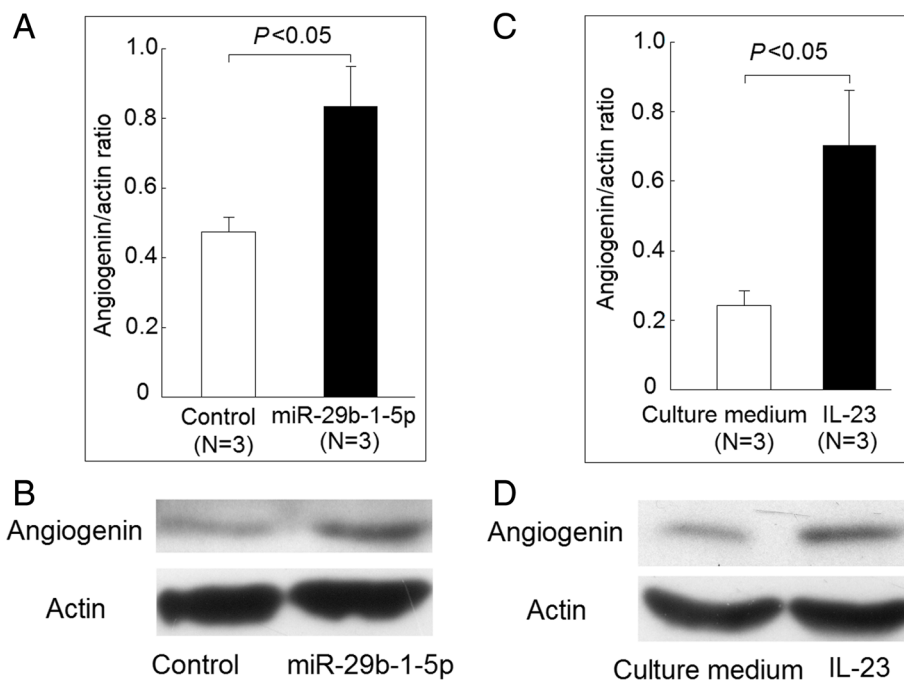 A
P<0.05
Angiogenin/actin ratio
1.0
0.8
0.6
0.4
0.2
0
Control
(N=3)
miR-29b-1-5p
(N=3)
B
Angiogenin
Actin
Control
miR-29b-1-5p
C
P<0.05
Angiogenin/actin ratio
1.0
0.8
0.6
0.4
0.2
0
Culture medium
(N=3)
IL-23
(N=3)
D
Angiogenin
Actin
Culture medium
IL-23